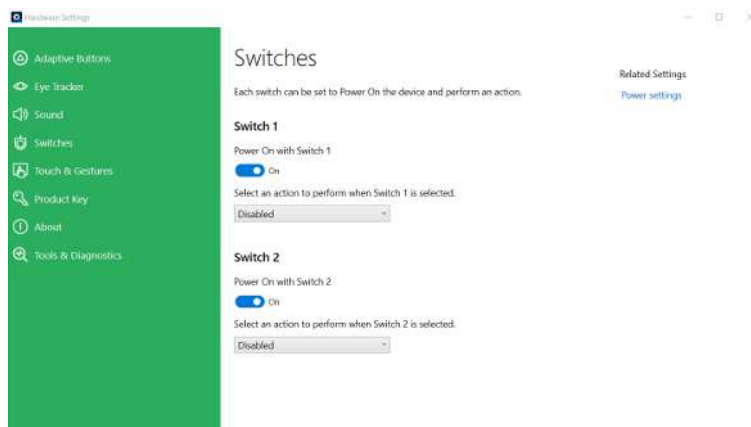 Hardware Settings
Adaptive Buttons
Eye Tracker
Sound
Switches
Touch & Gestures
Product Key
About
Tools & Diagnostics
Switches
Each switch can be set to Power On the device and perform an action.
Switch 1
Power On with Switch 1
On
Select an action to perform when Switch 1 is selected.
Disabled
Switch 2
Power On with Switch 2
On
Select an action to perform when Switch 2 is selected.
Disabled
Related Settings
Power settings